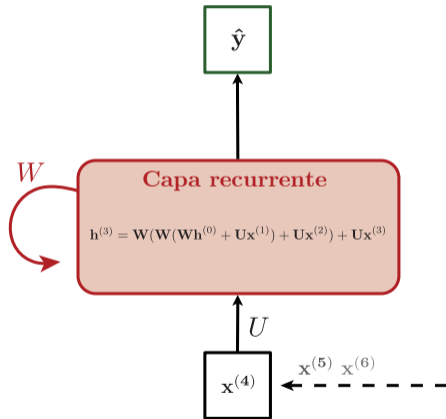 ŷ
W
Capa recurrente
h^(3) = W(W(Wh^(0) + Ux^(1)) + Ux^(2)) + Ux^(3)
U
x^(5) x^(6)
x^(4)